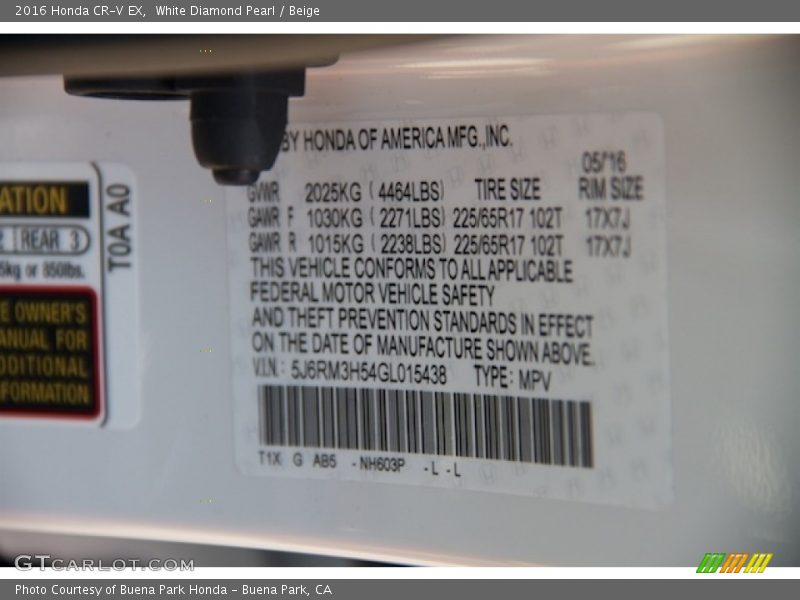 2016 Honda CR-V EX,  White Diamond Pearl / Beige
BY HONDA OF AMERICA MFG.,INC.
05/'16
GVWR 2025KG ( 4464LBS) TIRE SIZE RIM SIZE
GAWR F 1030KG ( 2271LBS) 225/65R17 102T 17X7J
GAWR R 1015KG ( 2238LBS) 225/65R17 102T 17X7J
THIS VEHICLE CONFORMS TO ALL APPLICABLE
FEDERAL MOTOR VEHICLE SAFETY
AND THEFT PREVENTION STANDARDS IN EFFECT
ON THE DATE OF MANUFACTURE SHOWN ABOVE.
V.I.N.: 5J6RM3H54GL015438 TYPE: MPV
T1X G AB5 -NH603P -L -L
ATION
2 REAR 3
5kg or 850lbs.
E OWNER'S
ANUAL FOR
DDITIONAL
FORMATION
T0A A0
GTCARLOT.COM
Photo Courtesy of Buena Park Honda - Buena Park, CA